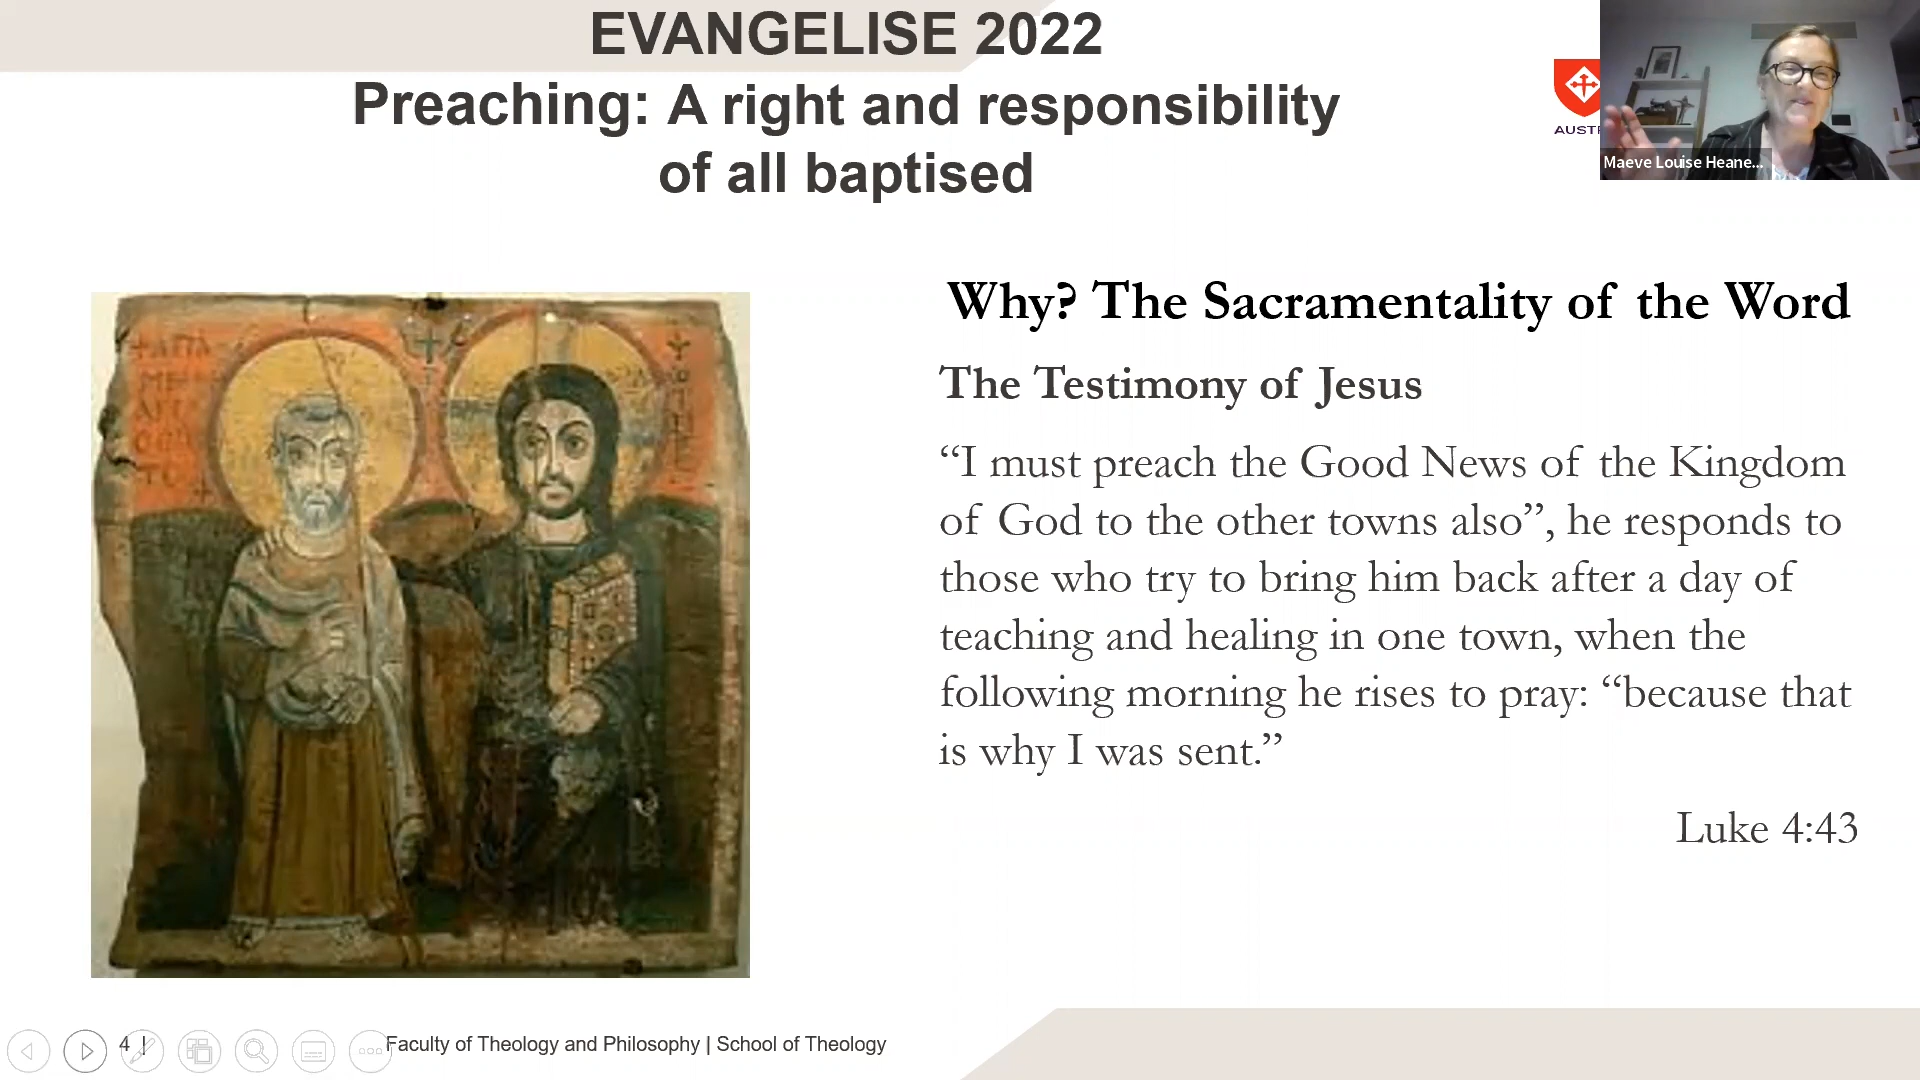 EVANGELISE 2022
Preaching: A right and responsibility
of all baptised
AUST
Maeve Louise Heane...
Why? The Sacramentality of the Word
The Testimony of Jesus
“I must preach the Good News of the Kingdom
of God to the other towns also”, he responds to
those who try to bring him back after a day of
teaching and healing in one town, when the
following morning he rises to pray: “because that
is why I was sent.”
Luke 4:43
4 |
Faculty of Theology and Philosophy | School of Theology